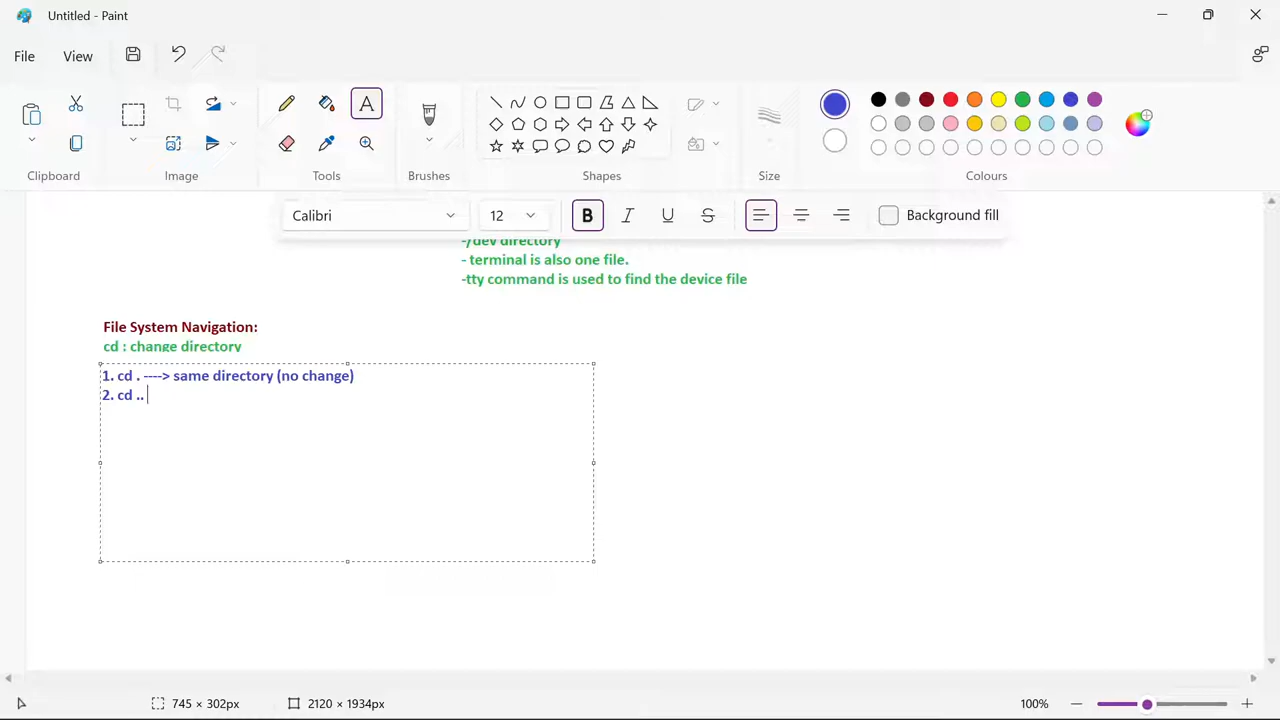 Untitled - Paint
File View
Clipboard Image Tools Brushes Shapes Size Colours
Calibri 12 B I U S Background fill
-/dev directory
- terminal is also one file.
-tty command is used to find the device file
File System Navigation:
cd : change directory
1. cd . ----> same directory (no change)
2. cd ..
745 × 302px 2120 × 1934px 100%